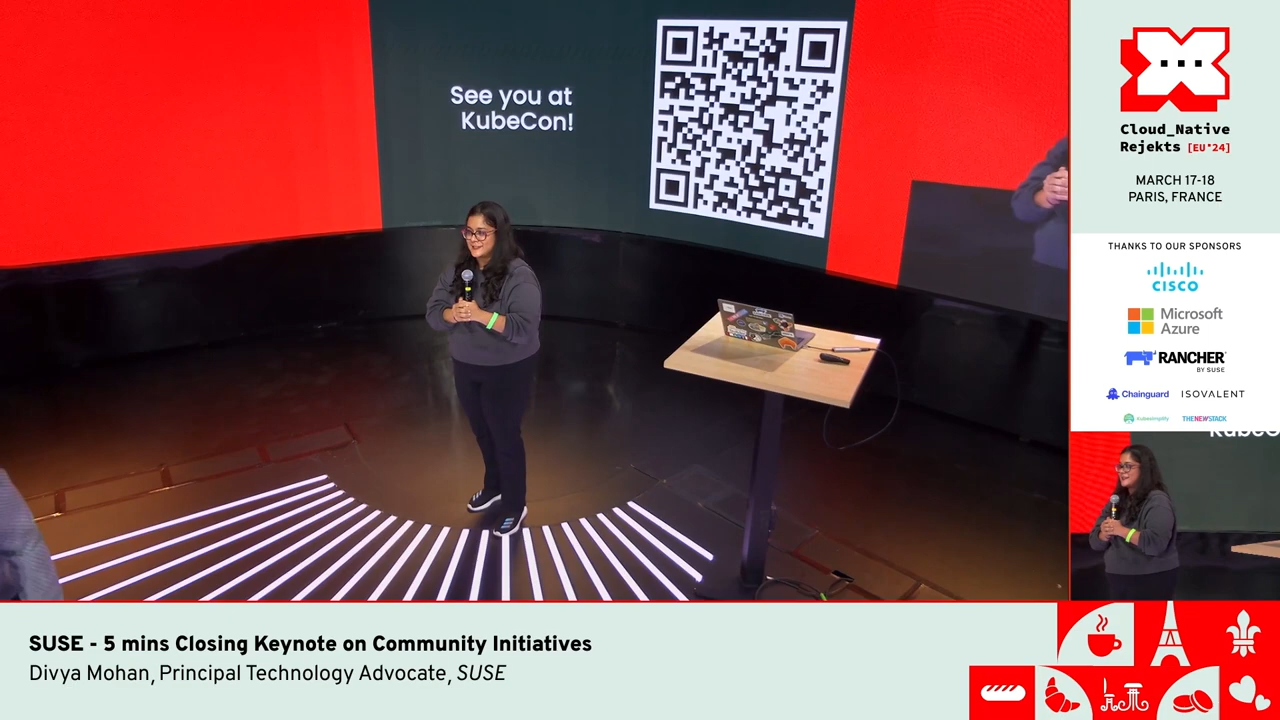 See you at
KubeCon!
Cloud_Native
Rejekts [EU'24]
MARCH 17-18
PARIS, FRANCE
THANKS TO OUR SPONSORS
CISCO
Microsoft
Azure
RANCHER
BY SUSE
Chainguard
ISOVALENT
Kubesimplify
THENEWSTACK
KubeCo
SUSE - 5 mins Closing Keynote on Community Initiatives
Divya Mohan, Principal Technology Advocate, SUSE